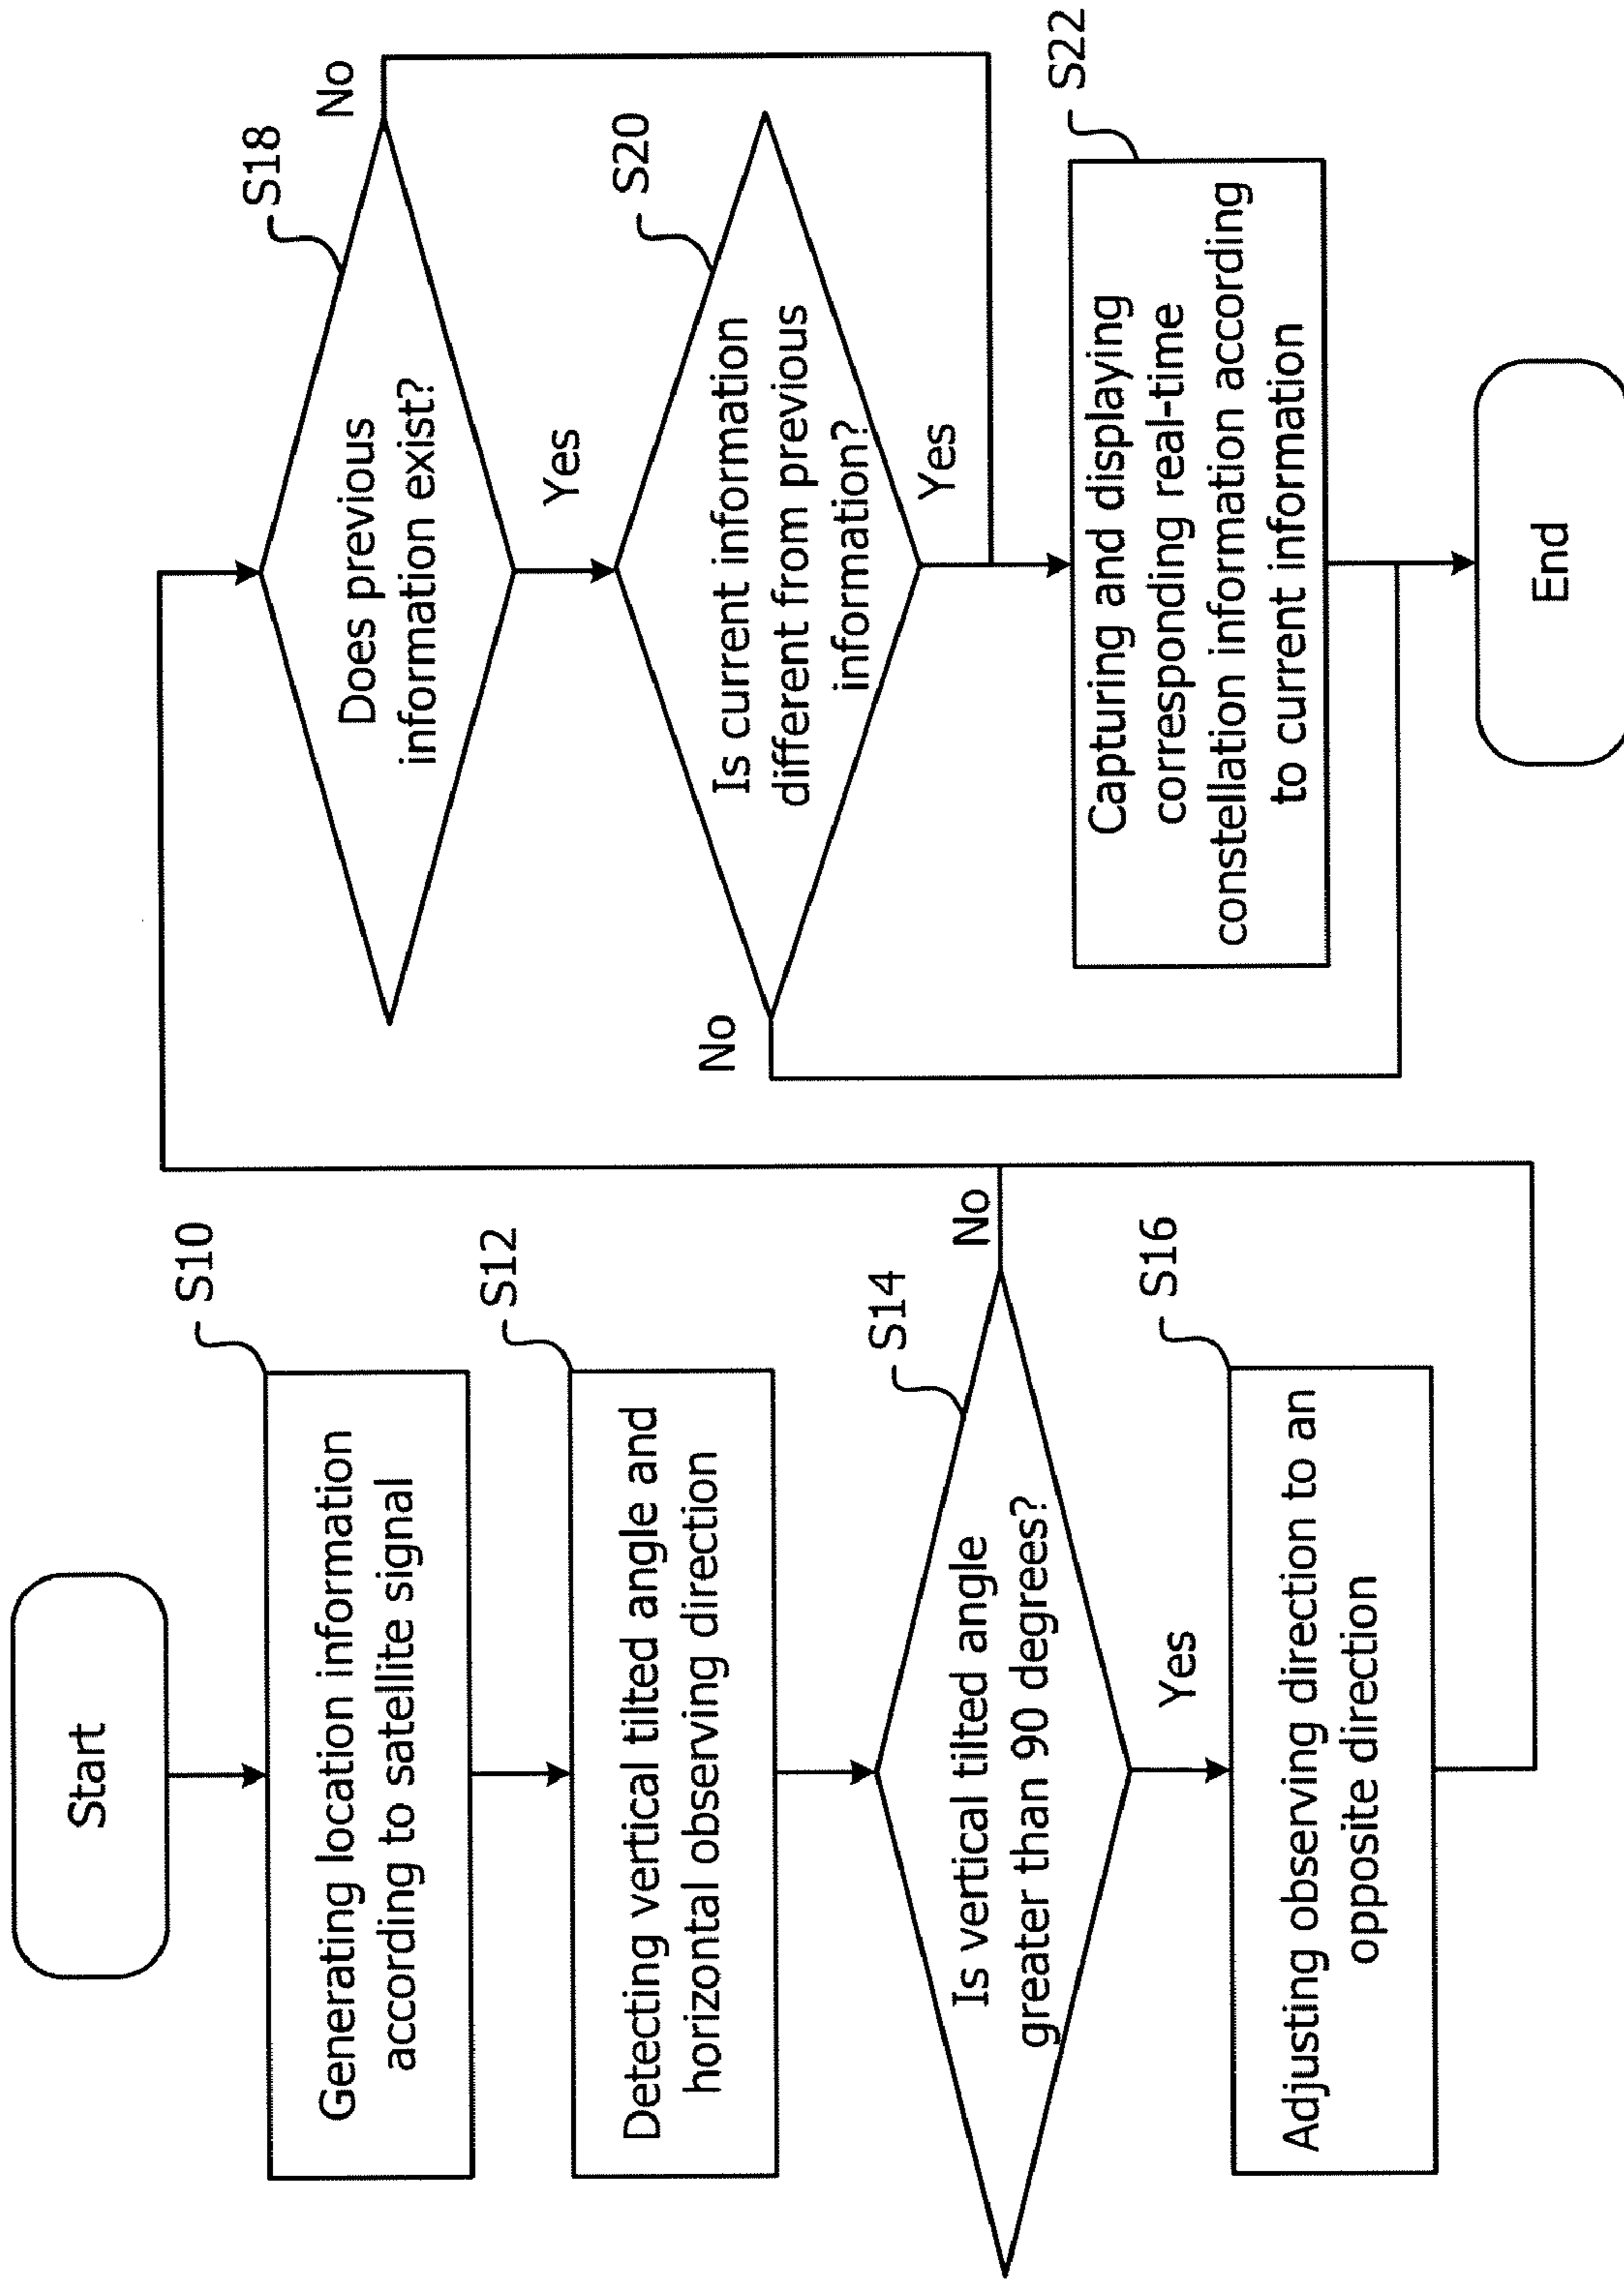 Start
S10
Generating location information
according to satellite signal
S12
Detecting vertical tilted angle and
horizontal observing direction
S14
Is vertical tilted angle
greater than 90 degrees?
No
Yes
S16
Adjusting observing direction to an
opposite direction
S18
Does previous
information exist?
No
Yes
S20
Is current information
different from previous
information?
No
Yes
S22
Capturing and displaying
corresponding real-time
constellation information according
to current information
End